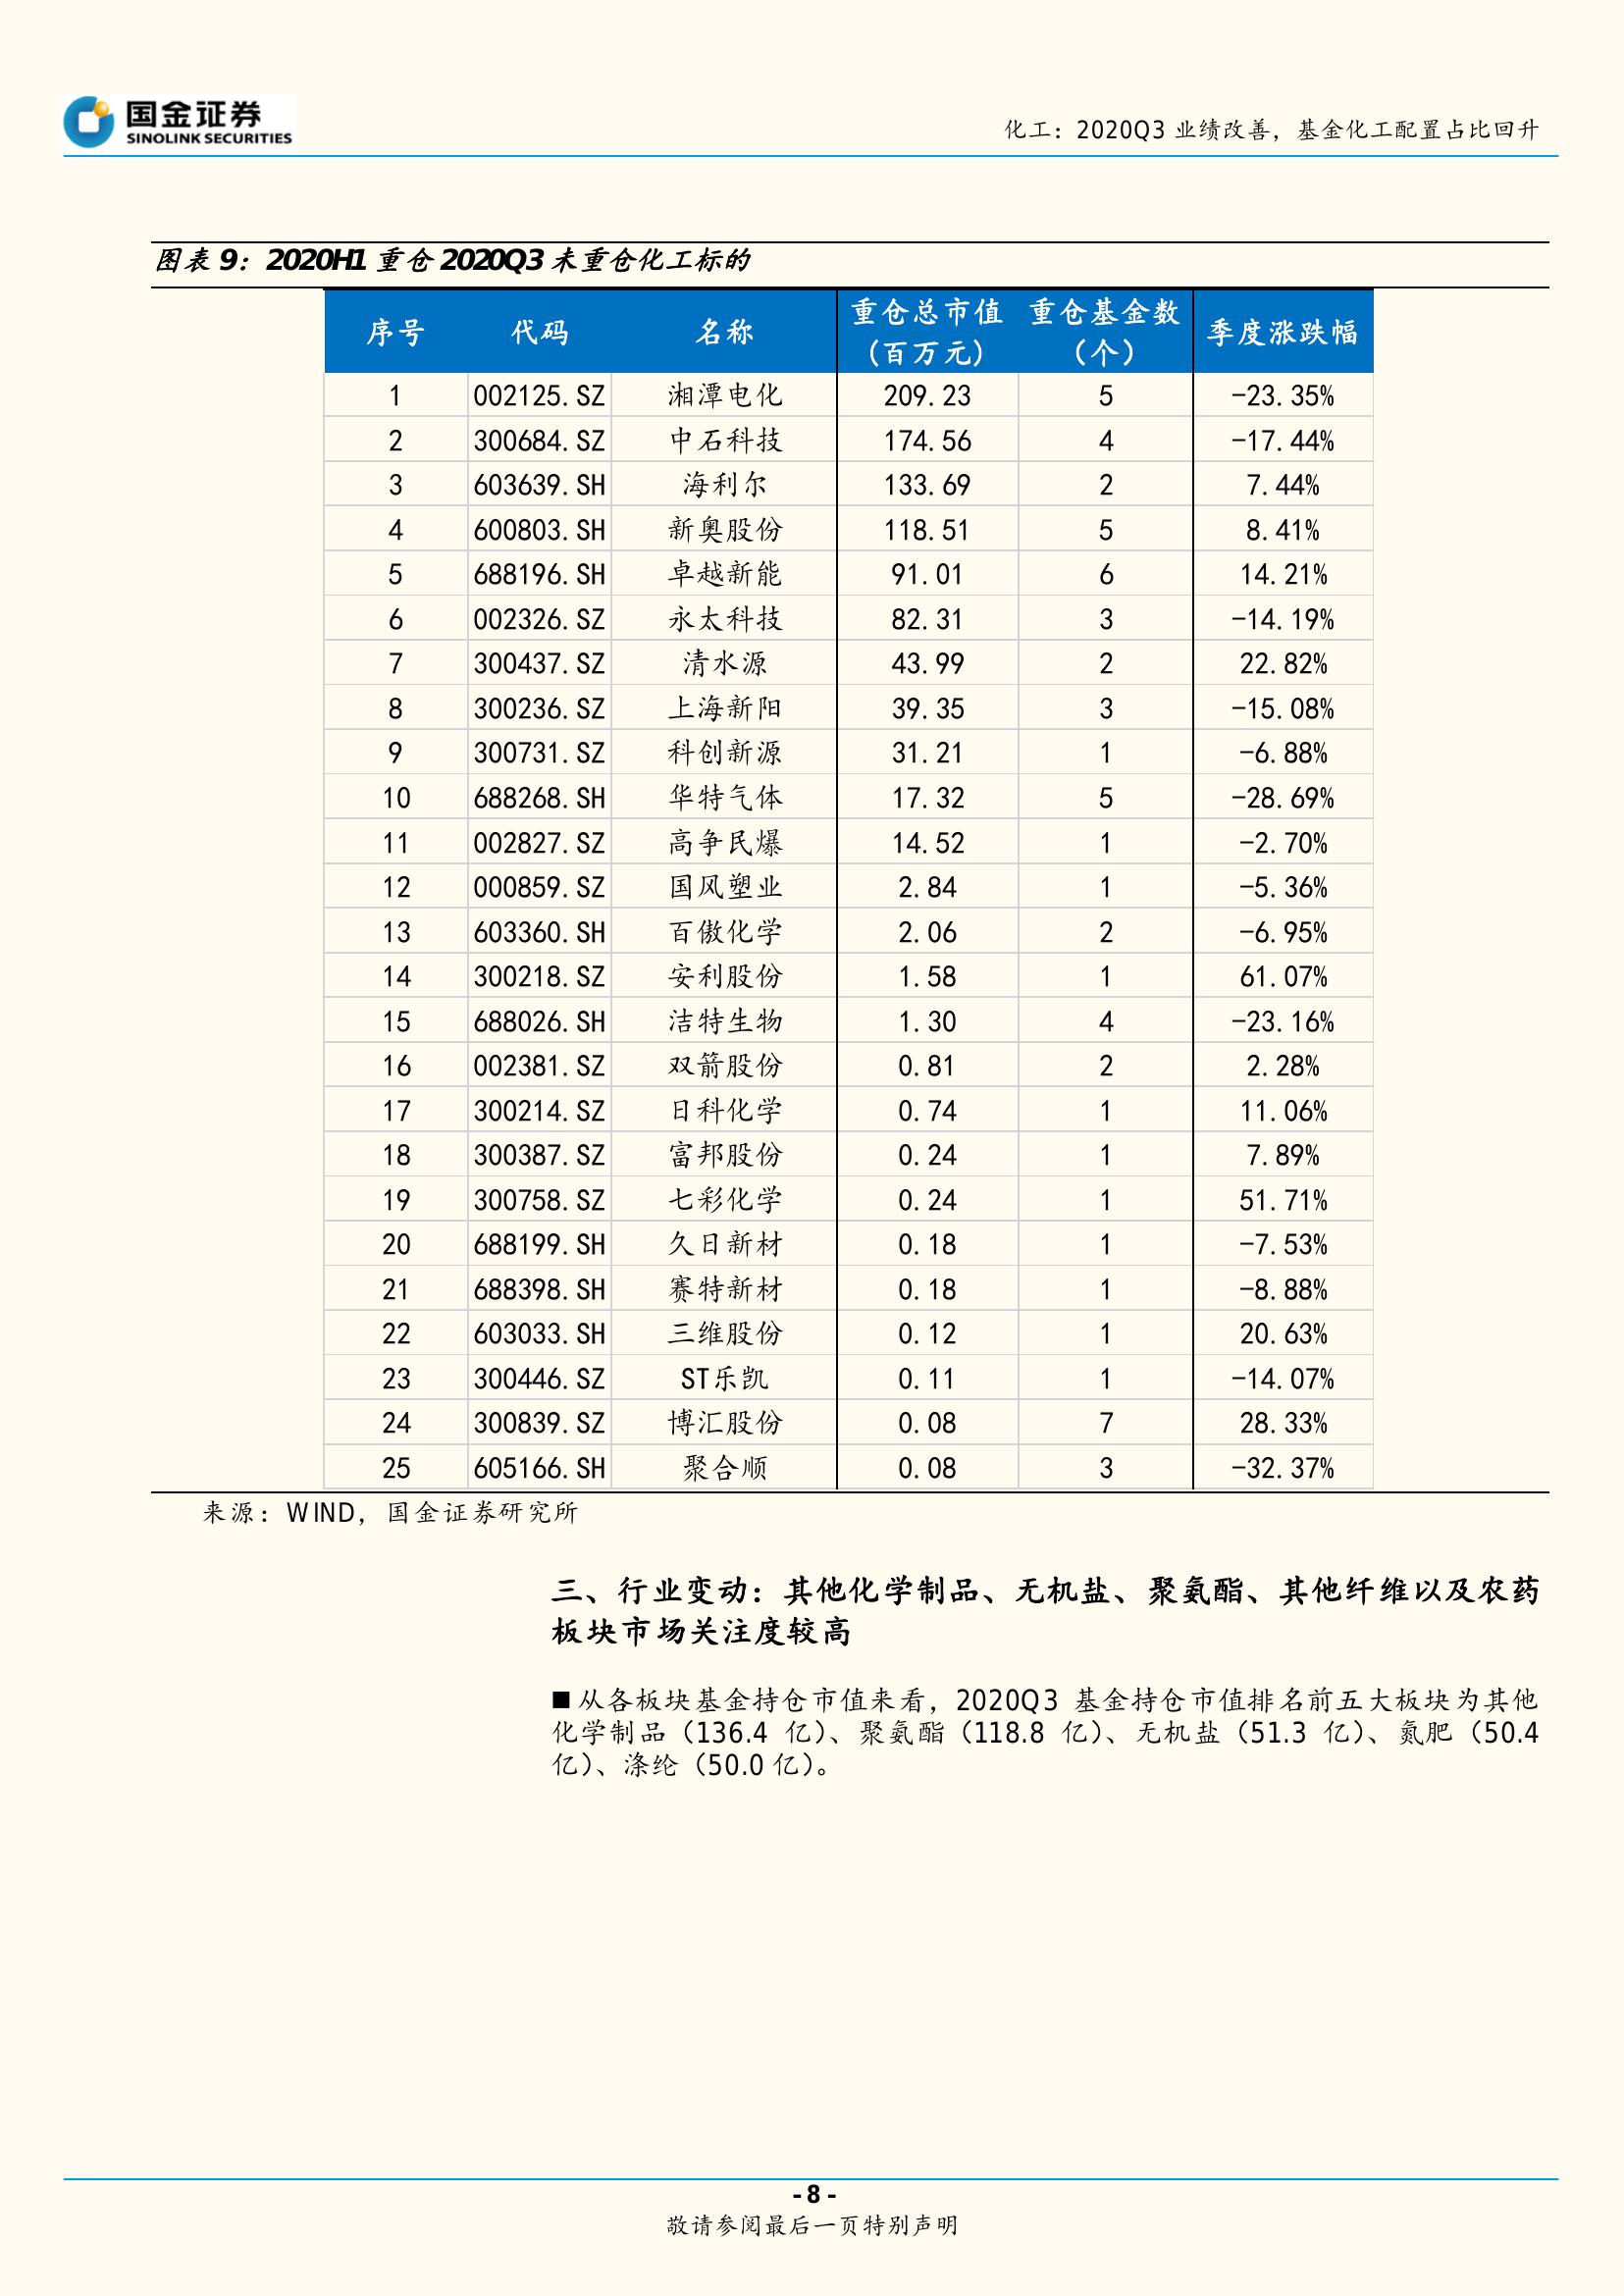 国金证券
SINOLINK SECURITIES
化工：2020Q3 业绩改善，基金化工配置占比回升
图表 9：2020H1 重仓 2020Q3 未重仓化工标的
序号 代码 名称 重仓总市值(百万元) 重仓基金数(个) 季度涨跌幅
1 002125.SZ 湘潭电化 209.23 5 -23.35%
2 300684.SZ 中石科技 174.56 4 -17.44%
3 603639.SH 海利尔 133.69 2 7.44%
4 600803.SH 新奥股份 118.51 5 8.41%
5 688196.SH 卓越新能 91.01 6 14.21%
6 002326.SZ 永太科技 82.31 3 -14.19%
7 300437.SZ 清水源 43.99 2 22.82%
8 300236.SZ 上海新阳 39.35 3 -15.08%
9 300731.SZ 科创新源 31.21 1 -6.88%
10 688268.SH 华特气体 17.32 5 -28.69%
11 002827.SZ 高争民爆 14.52 1 -2.70%
12 000859.SZ 国风塑业 2.84 1 -5.36%
13 603360.SH 百傲化学 2.06 2 -6.95%
14 300218.SZ 安利股份 1.58 1 61.07%
15 688026.SH 洁特生物 1.30 4 -23.16%
16 002381.SZ 双箭股份 0.81 2 2.28%
17 300214.SZ 日科化学 0.74 1 11.06%
18 300387.SZ 富邦股份 0.24 1 7.89%
19 300758.SZ 七彩化学 0.24 1 51.71%
20 688199.SH 久日新材 0.18 1 -7.53%
21 688398.SH 赛特新材 0.18 1 -8.88%
22 603033.SH 三维股份 0.12 1 20.63%
23 300446.SZ ST乐凯 0.11 1 -14.07%
24 300839.SZ 博汇股份 0.08 7 28.33%
25 605166.SH 聚合顺 0.08 3 -32.37%
来源：WIND，国金证券研究所
三、行业变动：其他化学制品、无机盐、聚氨酯、其他纤维以及农药
板块市场关注度较高
■ 从各板块基金持仓市值来看，2020Q3 基金持仓市值排名前五大板块为其他
化学制品（136.4 亿）、聚氨酯（118.8 亿）、无机盐（51.3 亿）、氮肥（50.4
亿）、涤纶（50.0 亿）。
- 8 -
敬请参阅最后一页特别声明